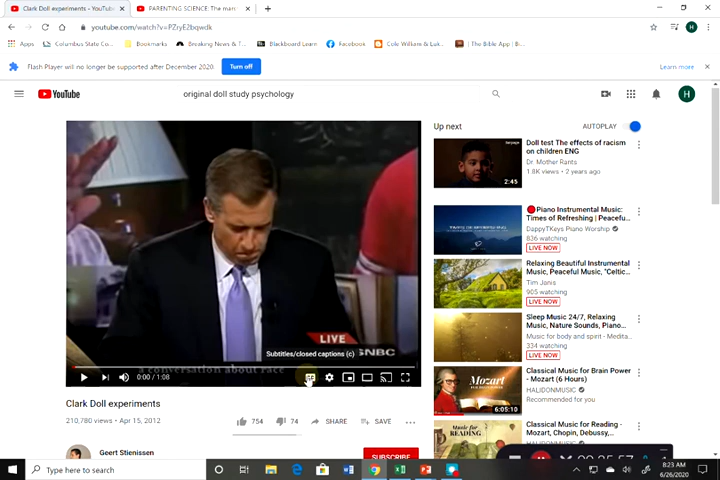 Clark Doll experiments - YouTube
PARENTING SCIENCE: The mars
youtube.com/watch?v=PZryE2bqwdk
H
Apps
Columbus State Co...
Bookmarks
Breaking News & T...
Blackboard Learn
Facebook
Cole William & Luk...
The Bible App | B...
Flash Player will no longer be supported after December 2020
Turn off
Learn more
YouTube
original doll study psychology
H
LIVE
Subtitles/closed captions (c)
SNBC
a conversation about race
0:00 / 1:08
Clark Doll experiments
210,780 views • Apr 15, 2012
754
74
SHARE
SAVE
Geert Stienissen
SUBSCRIBE
Up next
AUTOPLAY
2:45
Doll test The effects of racism
on children ENG
Dr Mother Rants
1.8K views • 2 years ago
Piano Instrumental Music:
Times of Refreshing | Peacefu...
DappyTKeys Piano Worship
836 watching
LIVE NOW
Relaxing Beautiful Instrumental
Music, Peaceful Music, "Celtic...
Tim Janis
905 watching
LIVE NOW
Sleep Music 24/7, Relaxing
Music, Nature Sounds, Piano...
Music for body and spirit - Medita...
334 watching
LIVE NOW
Mozart
6:05:10
Classical Music for Brain Power
- Mozart (6 Hours)
HALIDONMUSIC
Recommended for you
Music for
READING
Classical Music for Reading -
Mozart, Chopin, Debussy,...
HALIDONMUSIC
Type here to search
8:23 AM
6/26/2020